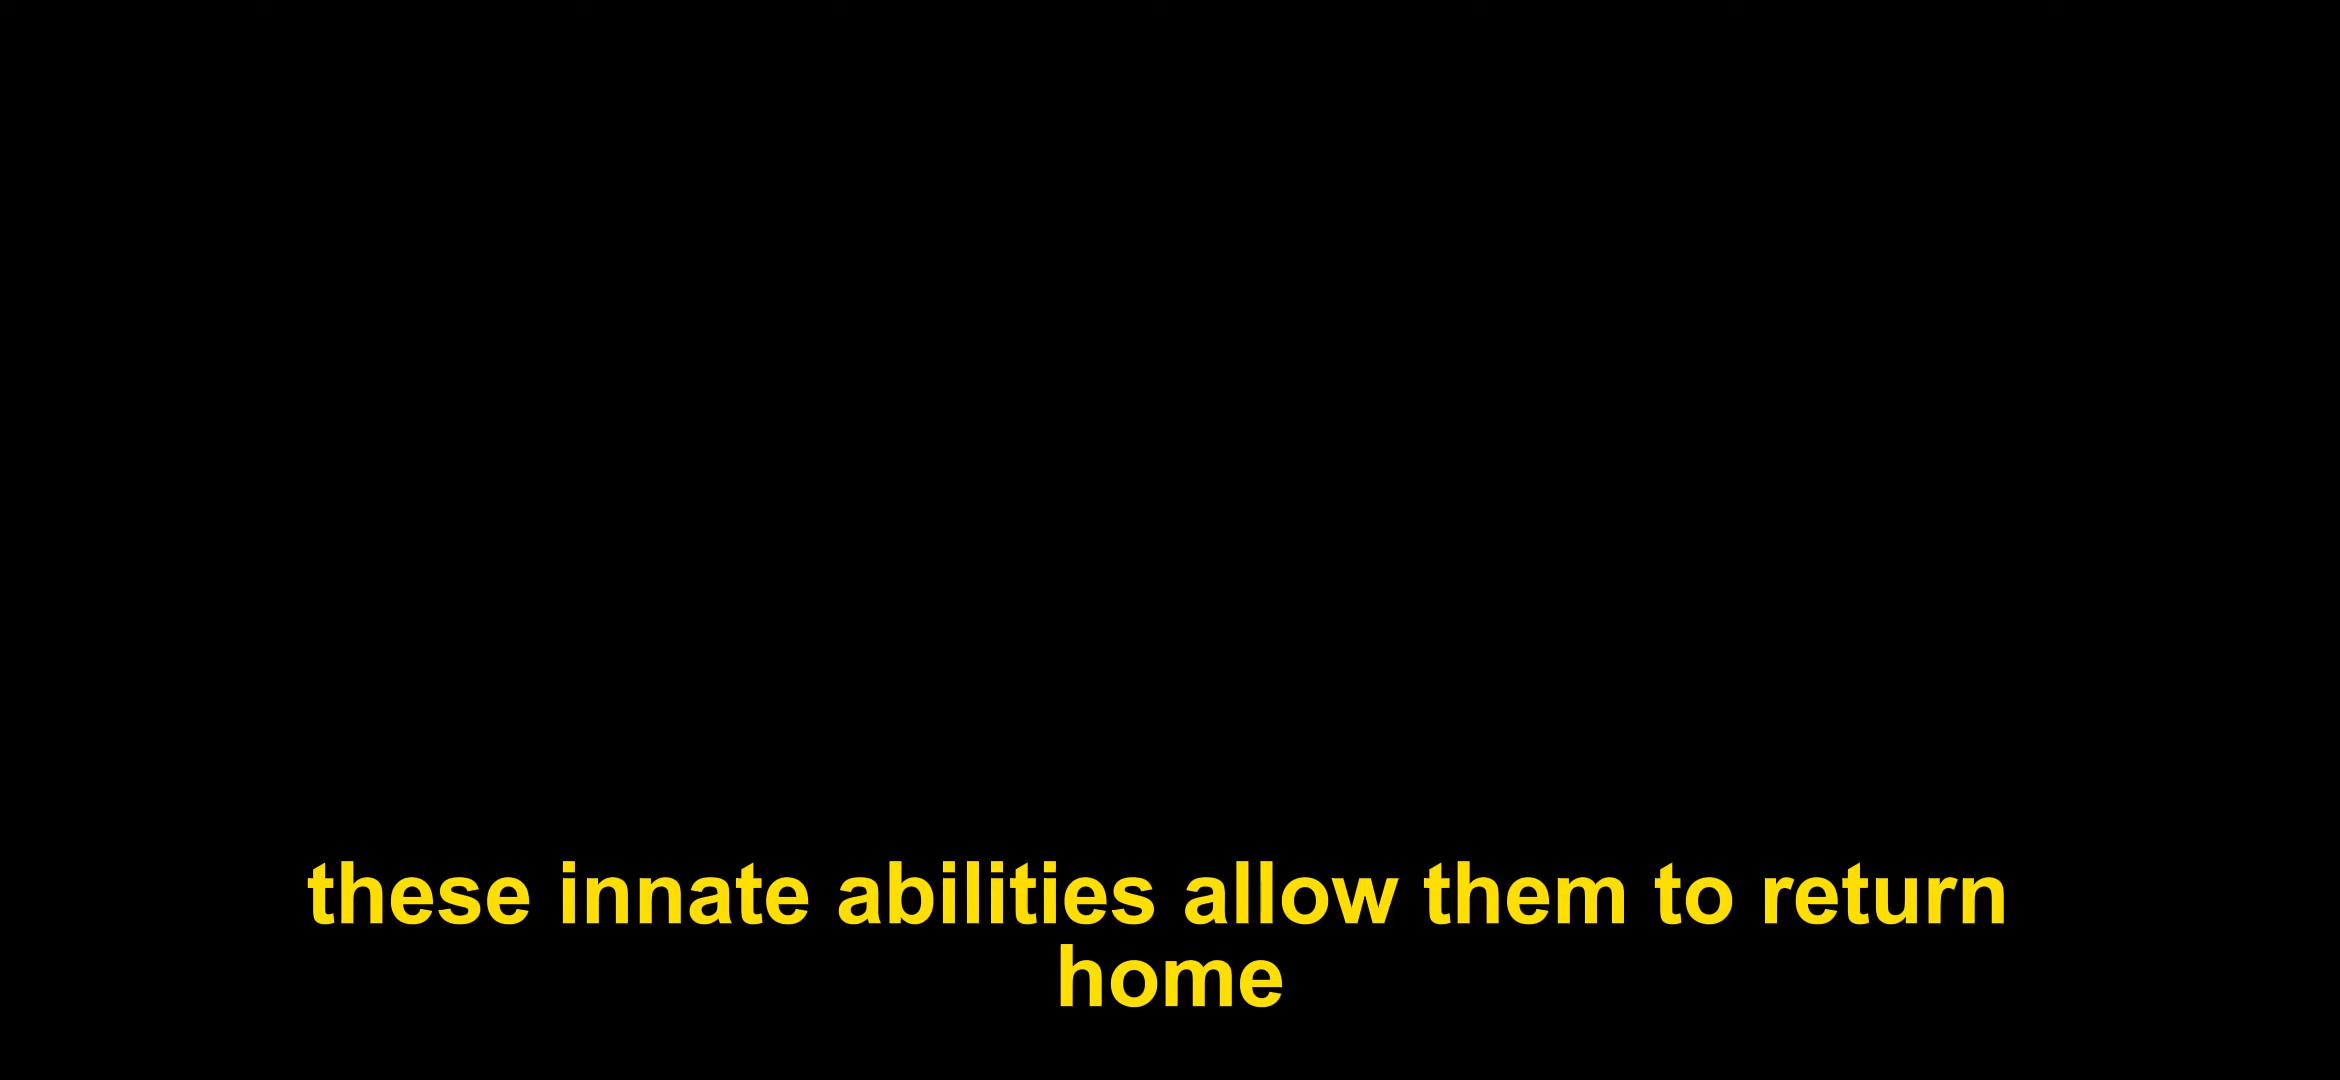 these innate abilities allow them to return
home